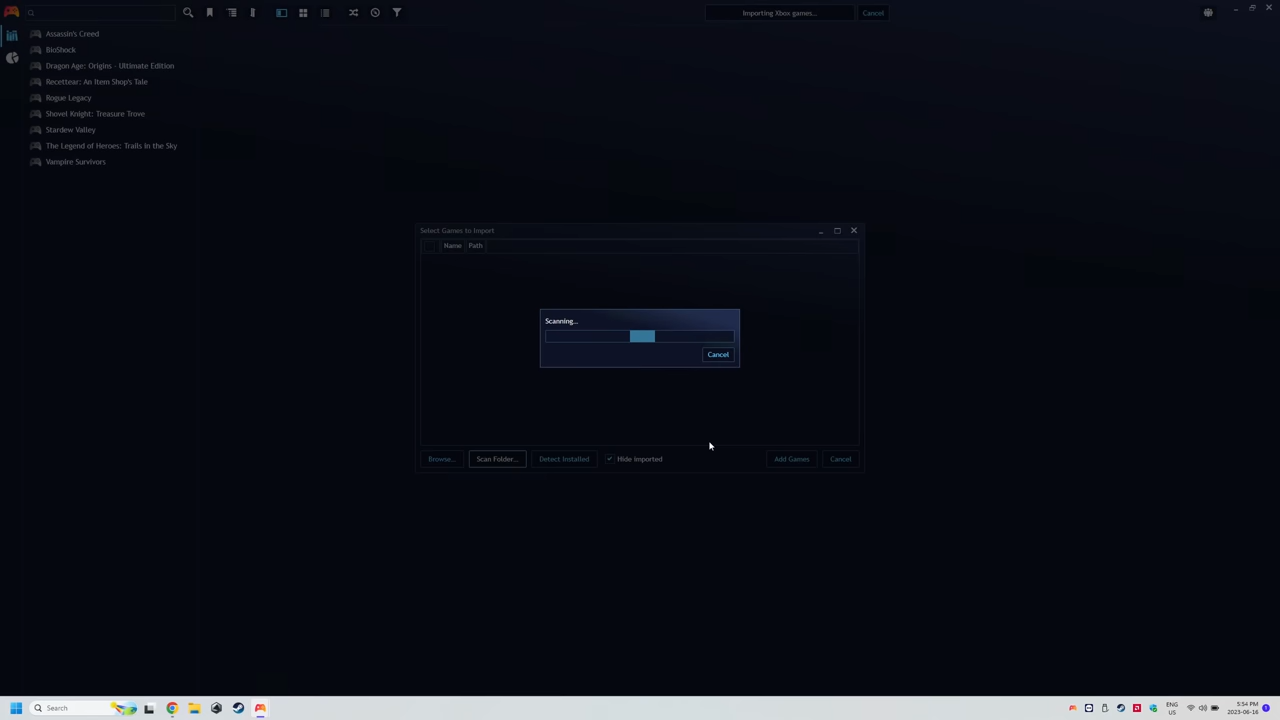 Importing Xbox games...
Cancel
Assassin's Creed
BioShock
Dragon Age: Origins - Ultimate Edition
Recettear: An Item Shop's Tale
Rogue Legacy
Shovel Knight: Treasure Trove
Stardew Valley
The Legend of Heroes: Trails in the Sky
Vampire Survivors
Select Games to Import
Name Path
Scanning...
Cancel
Browse... Scan Folder... Detect Installed Hide imported Add Games Cancel
Search
ENG
US
5:54 PM
2023-06-16